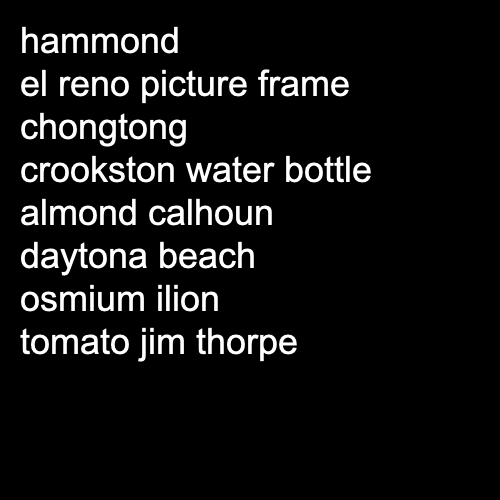 hammond
el reno picture frame
chongtong
crookston water bottle
almond calhoun
daytona beach
osmium ilion
tomato jim thorpe